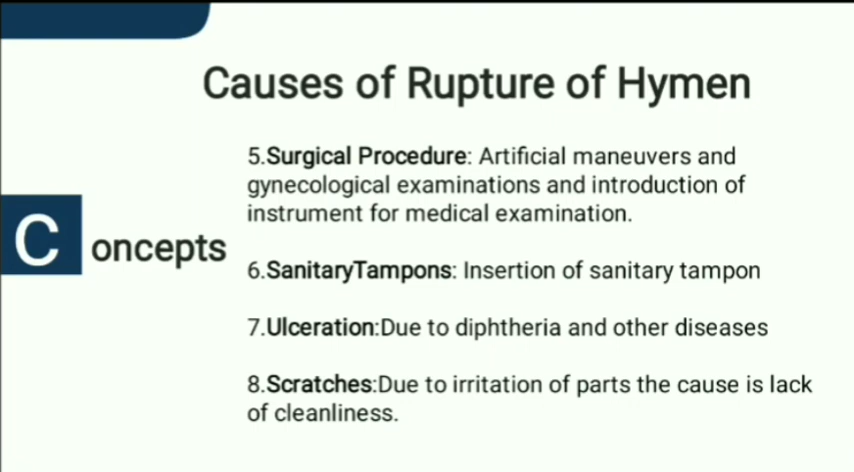 Causes of Rupture of Hymen
5.Surgical Procedure: Artificial maneuvers and
gynecological examinations and introduction of
instrument for medical examination.
Concepts
6.SanitaryTampons: Insertion of sanitary tampon
7.Ulceration:Due to diphtheria and other diseases
8.Scratches:Due to irritation of parts the cause is lack
of cleanliness.